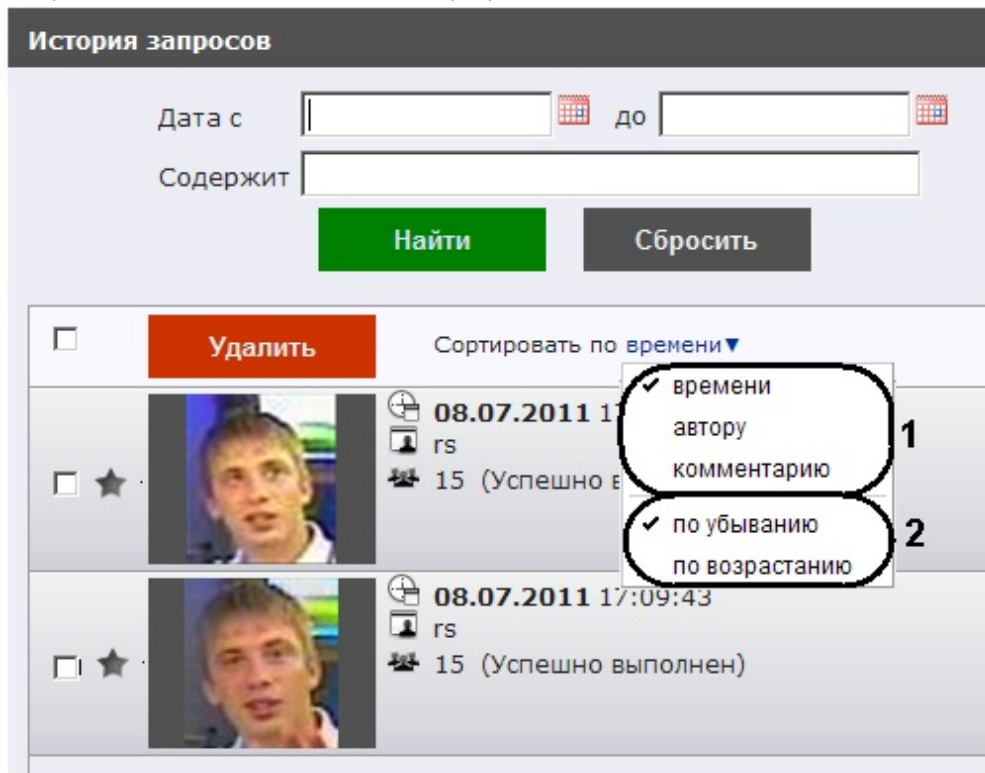 История запросов
Дата с до
Содержит
Найти Сбросить
Удалить Сортировать по времени▼
✔ времени
автору
комментарию
1
✔ по убыванию
по возрастанию
2
08.07.2011 1
rs
15 (Успешно
08.07.2011 17:09:43
rs
15 (Успешно выполнен)